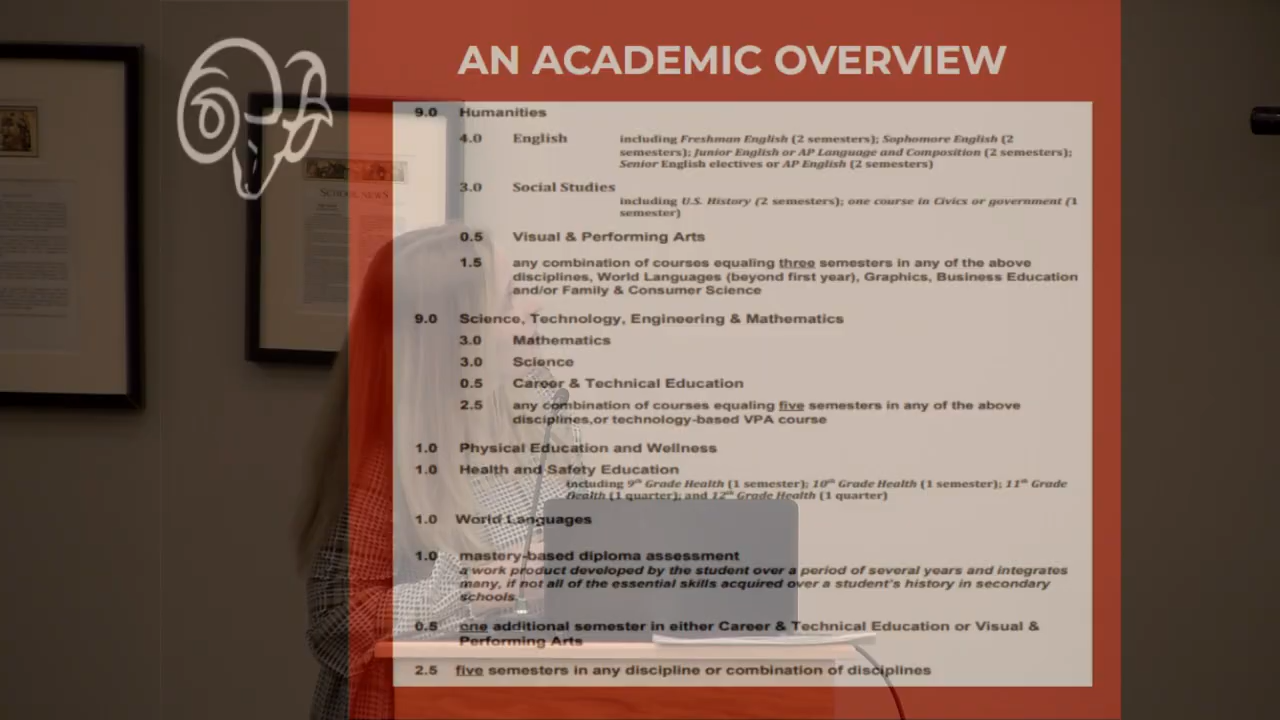 AN ACADEMIC OVERVIEW
9.0 Humanities
4.0 English including Freshman English (2 semesters); Sophomore English (2
semesters); Junior English or AP Language and Composition (2 semesters);
Senior English electives or AP English (2 semesters)
3.0 Social Studies
including U.S. History (2 semesters); one course in Civics or government (1
semester)
0.5 Visual & Performing Arts
1.5 any combination of courses equaling three semesters in any of the above
disciplines, World Languages (beyond first year), Graphics, Business Education
and/or Family & Consumer Science
9.0 Science, Technology, Engineering & Mathematics
3.0 Mathematics
3.0 Science
0.5 Career & Technical Education
2.5 any combination of courses equaling five semesters in any of the above
disciplines,or technology-based VPA course
1.0 Physical Education and Wellness
1.0 Health and Safety Education
including 9th Grade Health (1 semester); 10th Grade Health (1 semester); 11th Grade
Health (1 quarter); and 12th Grade Health (1 quarter)
1.0 World Languages
1.0 mastery-based diploma assessment
a work product developed by the student over a period of several years and integrates
many, if not all of the essential skills acquired over a student's history in secondary
schools.
0.5 one additional semester in either Career & Technical Education or Visual &
Performing Arts
2.5 five semesters in any discipline or combination of disciplines
SCHOOL NEWS